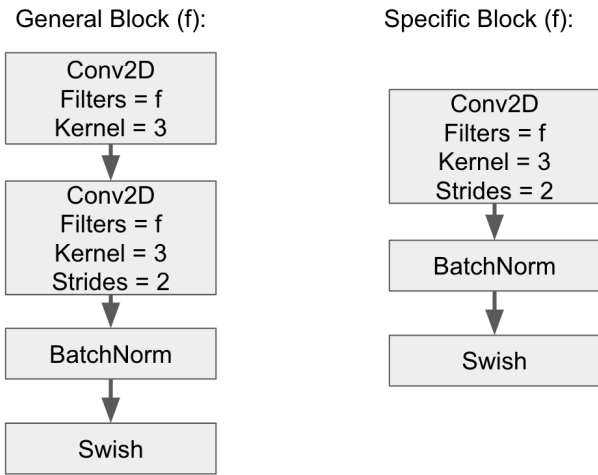 General Block (f):
Conv2D
Filters = f
Kernel = 3
Conv2D
Filters = f
Kernel = 3
Strides = 2
BatchNorm
Swish
Specific Block (f):
Conv2D
Filters = f
Kernel = 3
Strides = 2
BatchNorm
Swish